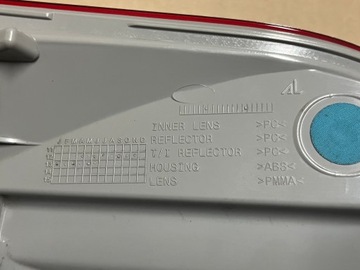 INNER LENS >PC<
REFLECTOR >PC<
J F M A M J J A S O N D
T/I REFLECTOR >PC<
HOUSING >ABS<
LENS >PMMA<